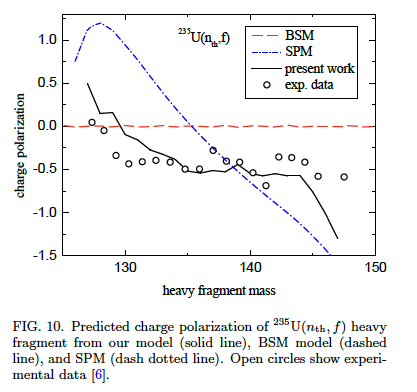 1.0
0.5
0.0
-0.5
-1.0
-1.5
130
140
150
charge polarization
heavy fragment mass
²³⁵U(nₜₕ,f)
BSM
SPM
present work
exp. data
FIG. 10. Predicted charge polarization of ²³⁵U(nₜₕ, f) heavy
fragment from our model (solid line), BSM model (dashed
line), and SPM (dash dotted line). Open circles show experi-
mental data [6].